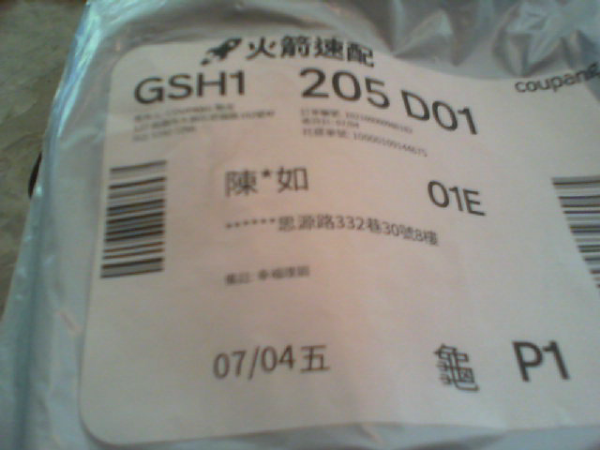 火箭速配
coupang
GSH1 205 D01
陳*如
01E
******思源路332巷30號8樓
07/04五
龜 P1